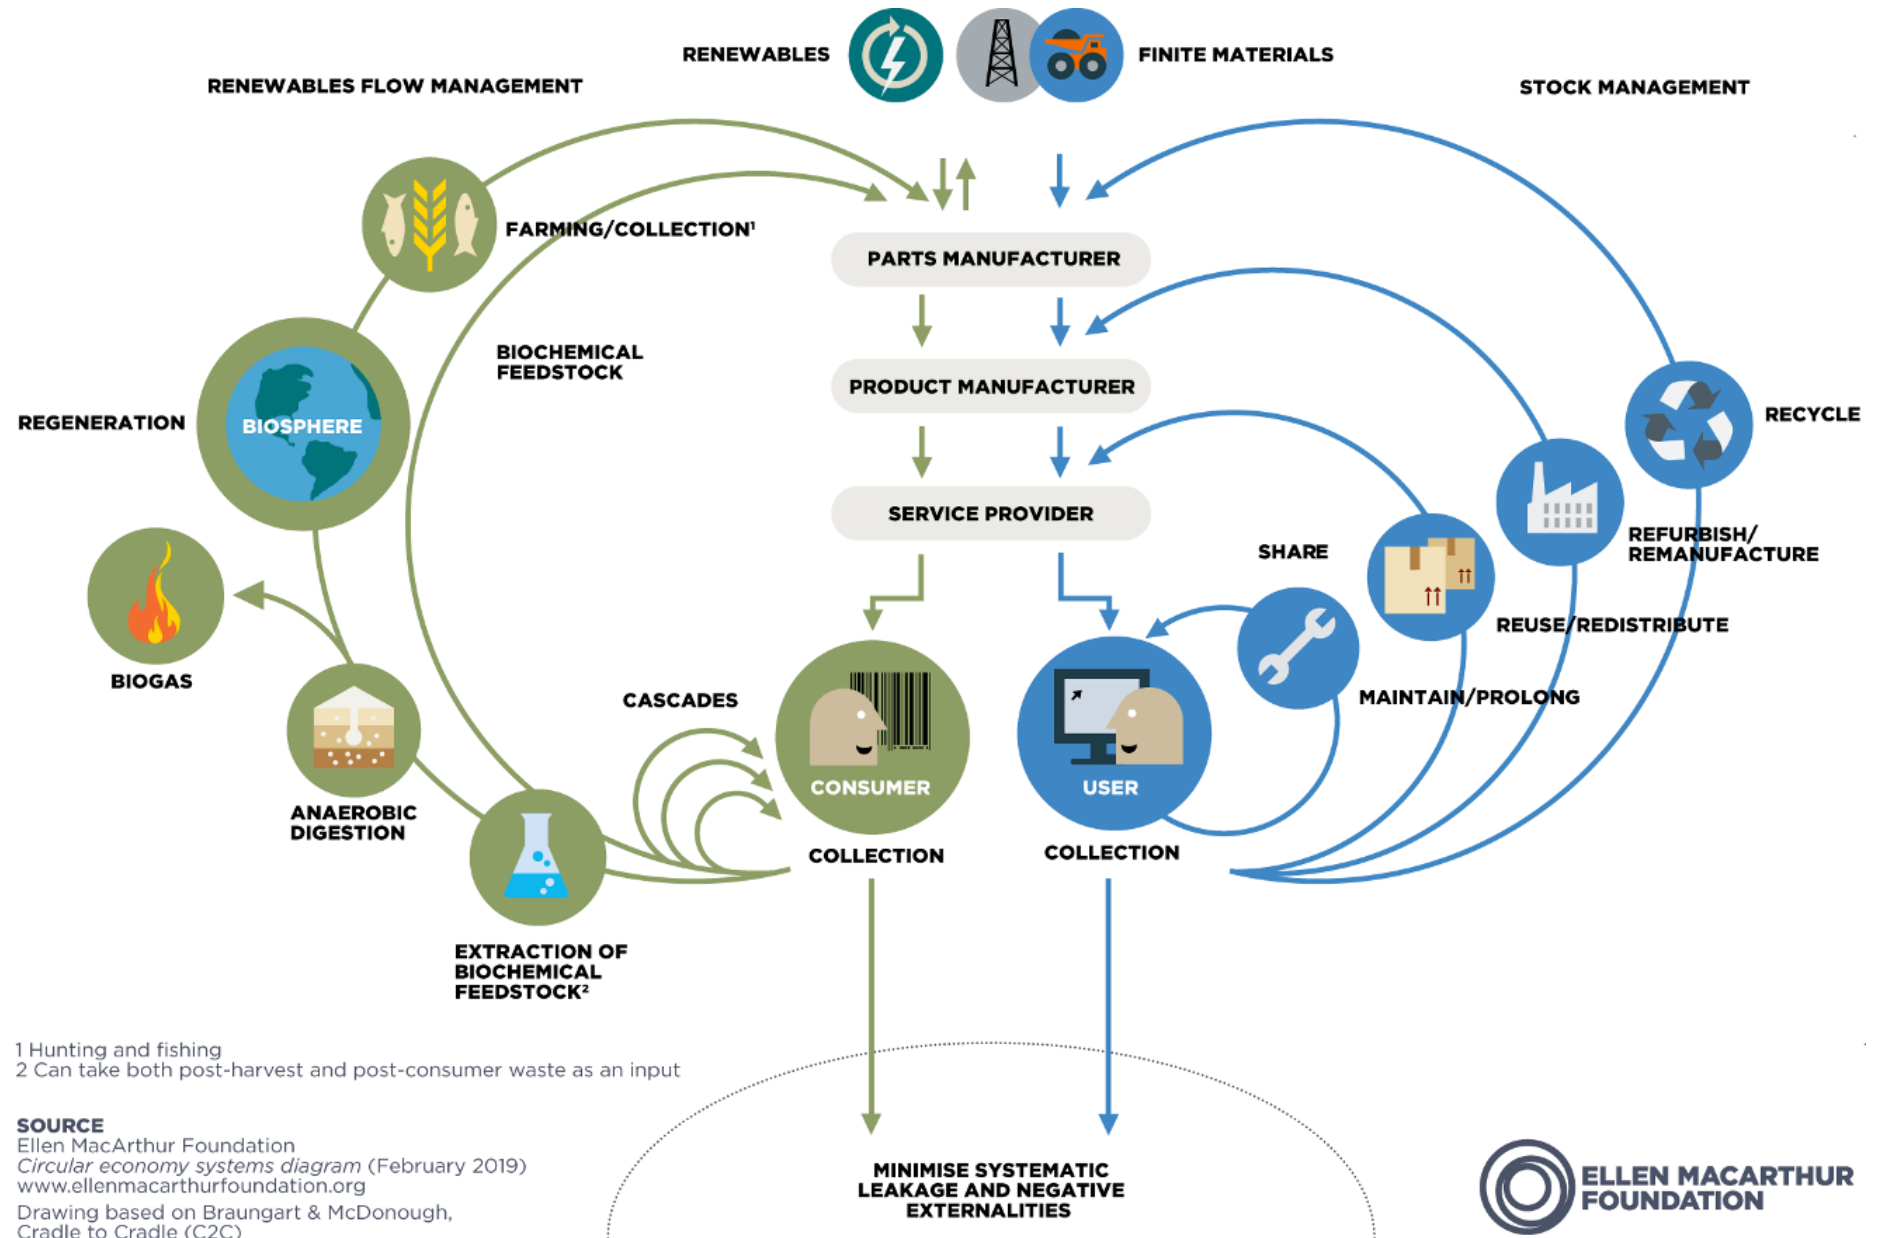 RENEWABLES
FINITE MATERIALS
RENEWABLES FLOW MANAGEMENT
STOCK MANAGEMENT
FARMING/COLLECTION¹
PARTS MANUFACTURER
BIOCHEMICAL
FEEDSTOCK
PRODUCT MANUFACTURER
REGENERATION
BIOSPHERE
RECYCLE
SERVICE PROVIDER
SHARE
REFURBISH/
REMANUFACTURE
REUSE/REDISTRIBUTE
BIOGAS
CASCADES
MAINTAIN/PROLONG
CONSUMER
USER
ANAEROBIC
DIGESTION
COLLECTION
COLLECTION
EXTRACTION OF
BIOCHEMICAL
FEEDSTOCK²
1 Hunting and fishing
2 Can take both post-harvest and post-consumer waste as an input
SOURCE
Ellen MacArthur Foundation
Circular economy systems diagram (February 2019)
www.ellenmacarthurfoundation.org
Drawing based on Braungart & McDonough,
Cradle to Cradle (C2C)
MINIMISE SYSTEMATIC
LEAKAGE AND NEGATIVE
EXTERNALITIES
ELLEN MACARTHUR
FOUNDATION